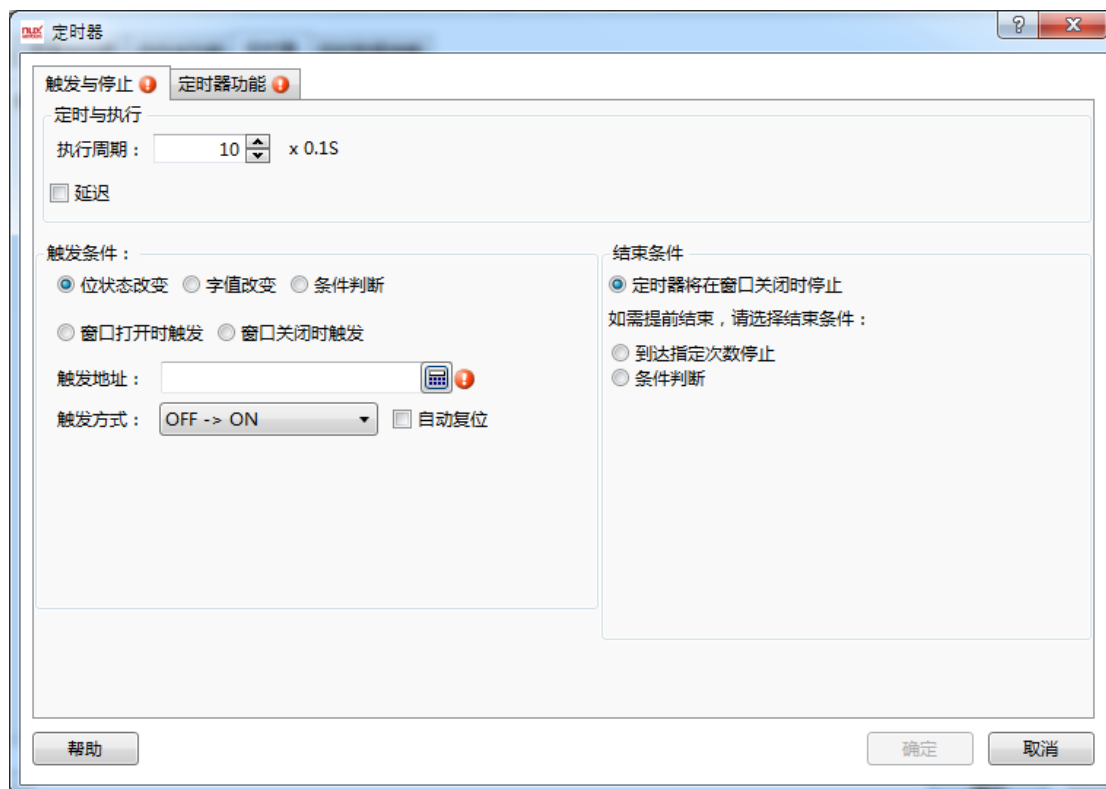 定时器
触发与停止 定时器功能
定时与执行
执行周期： 10 x 0.1S
延迟
触发条件：
位状态改变 字值改变 条件判断
窗口打开时触发 窗口关闭时触发
触发地址：
触发方式： OFF -> ON 自动复位
结束条件
定时器将在窗口关闭时停止
如需提前结束，请选择结束条件：
到达指定次数停止
条件判断
帮助 确定 取消